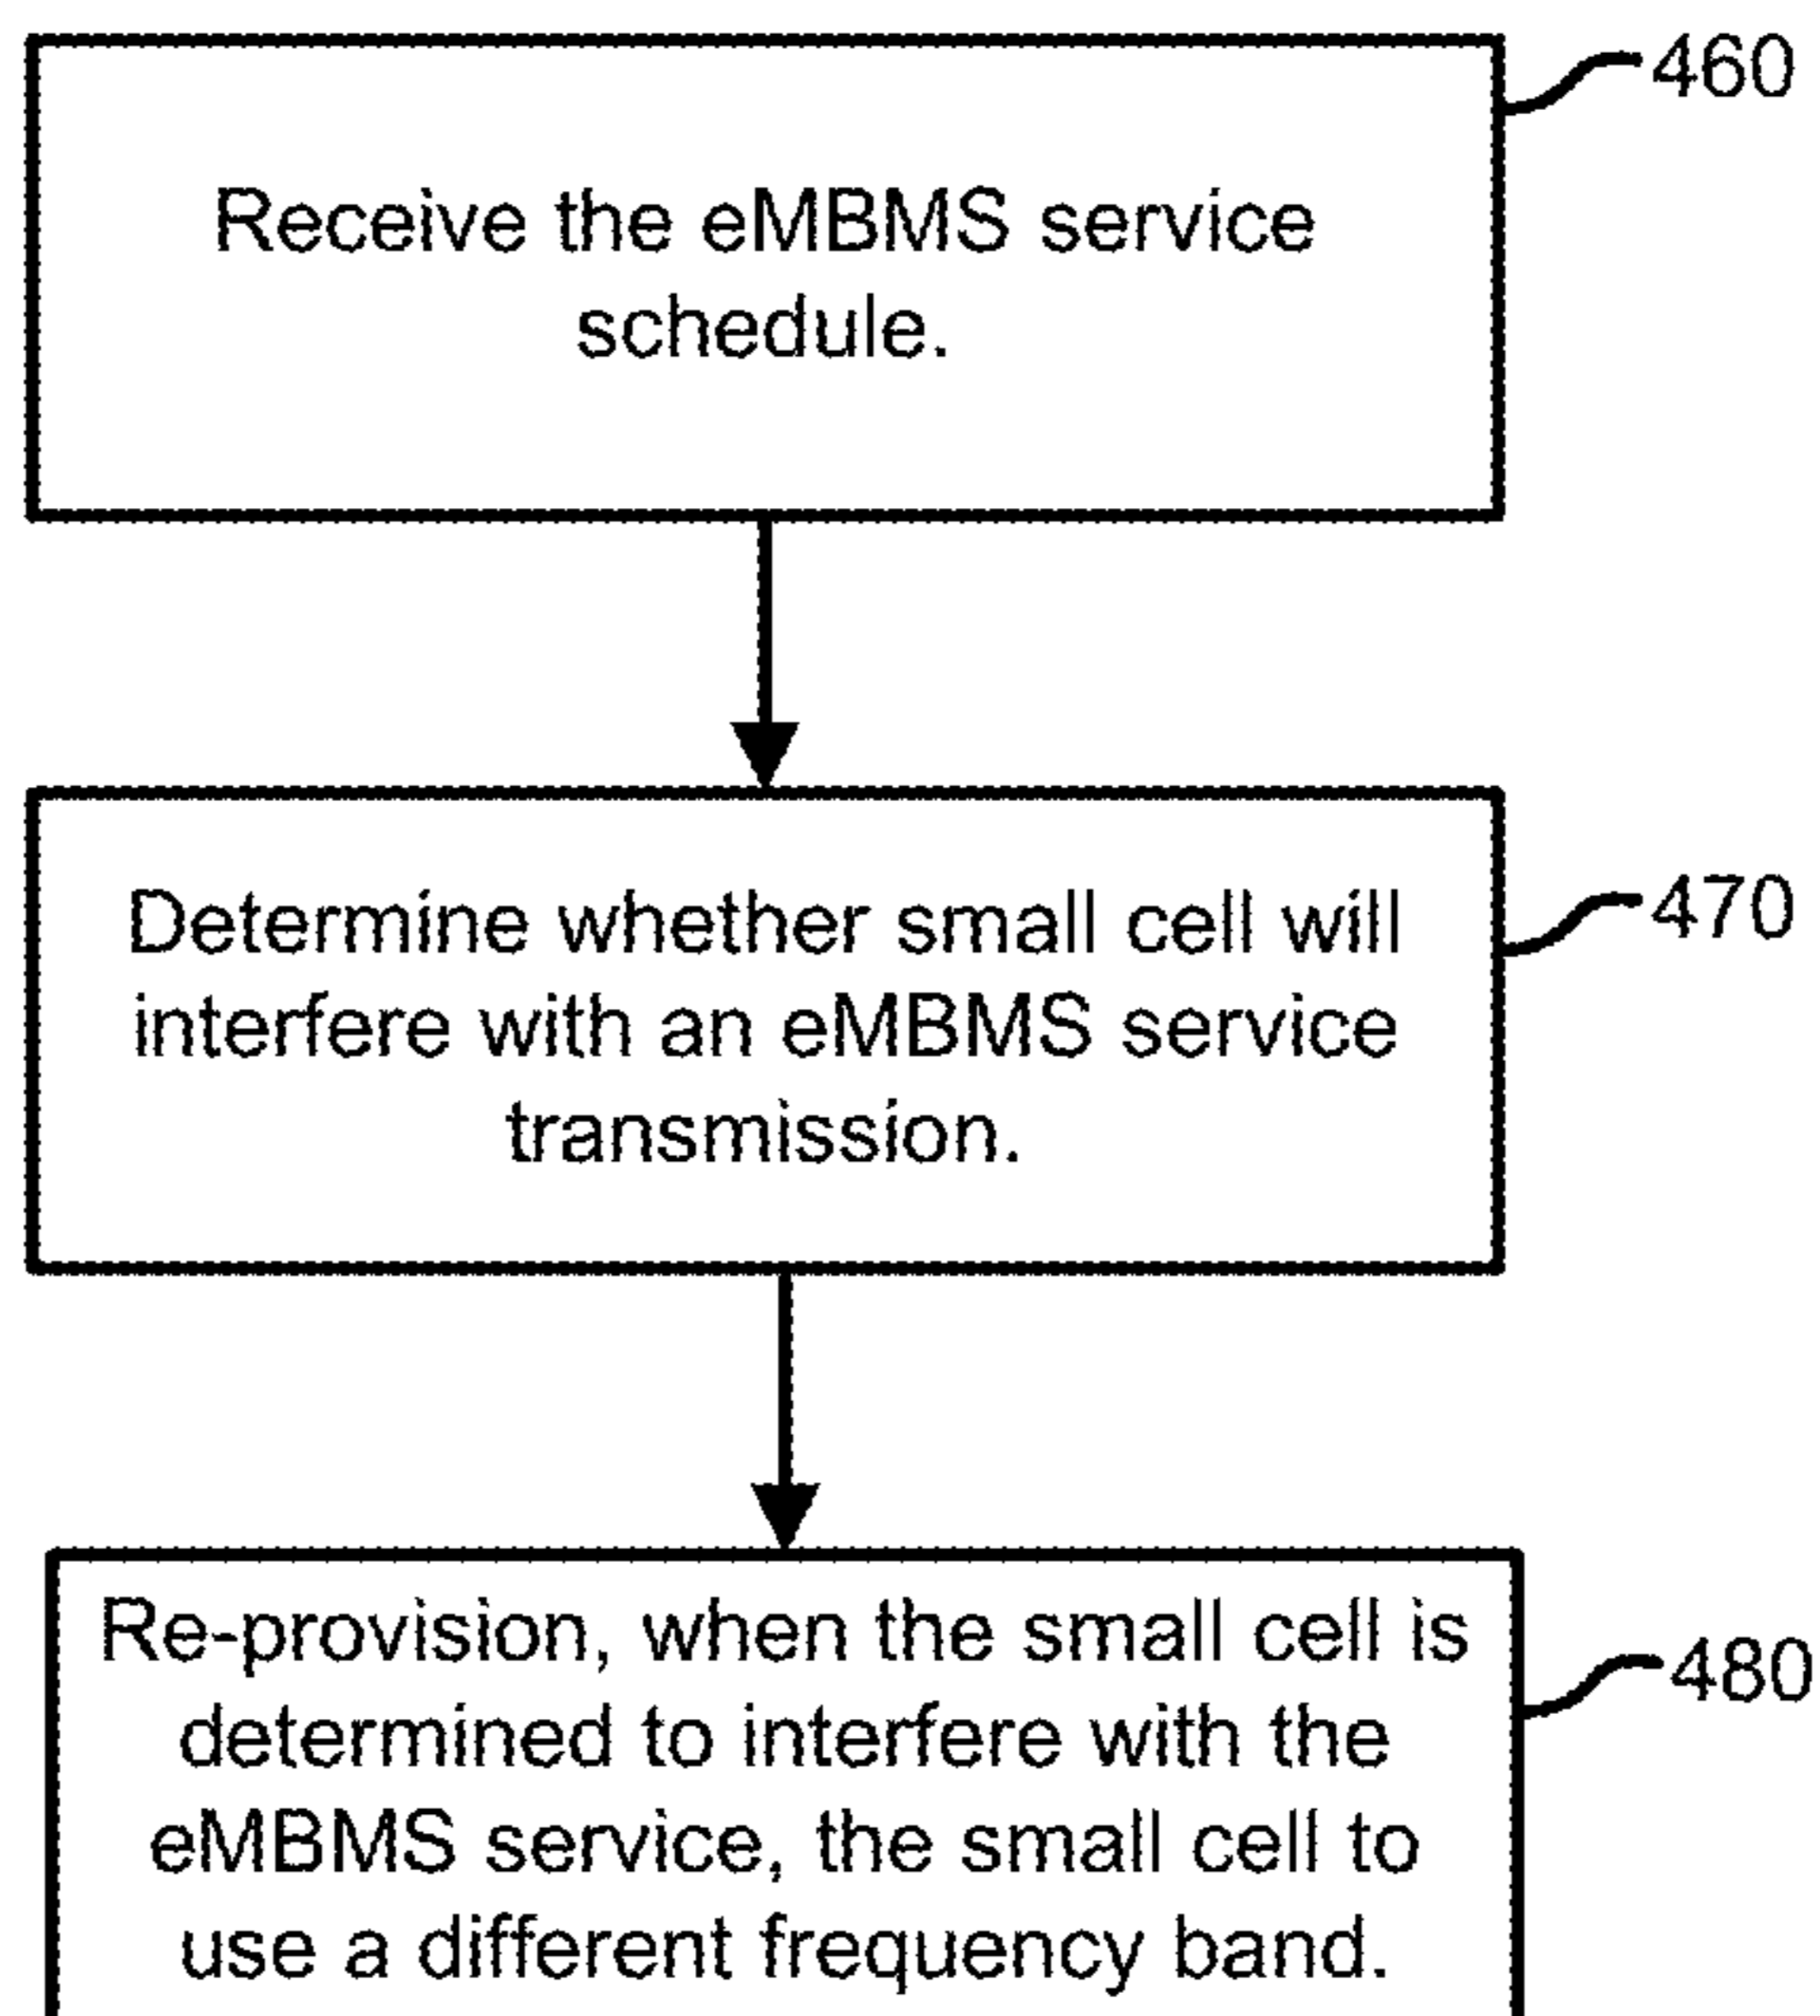 460
Receive the eMBMS service
schedule.
470
Determine whether small cell will
interfere with an eMBMS service
transmission.
480
Re-provision, when the small cell is
determined to interfere with the
eMBMS service, the small cell to
use a different frequency band.